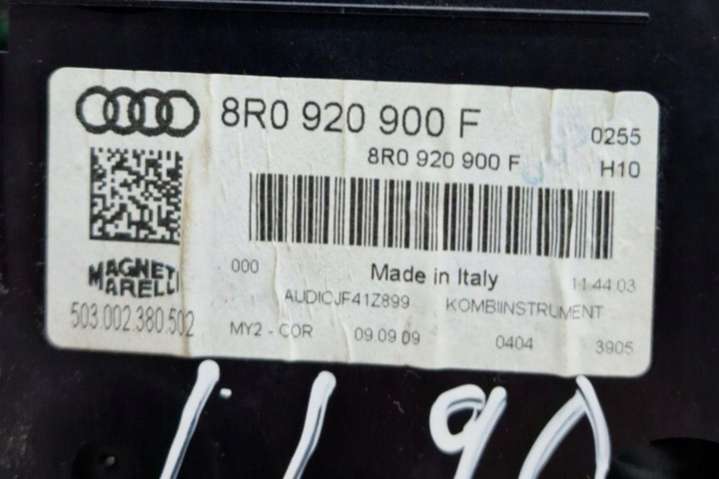 8R0 920 900 F
0255
8R0 920 900 F
H10
MAGNETI
MARELLI
000
Made in Italy
11.44 03
503.002.380.502
AUDICJF41Z899
KOMBIINSTRUMENT
MY2 - COR
09.09.09
0404
3905